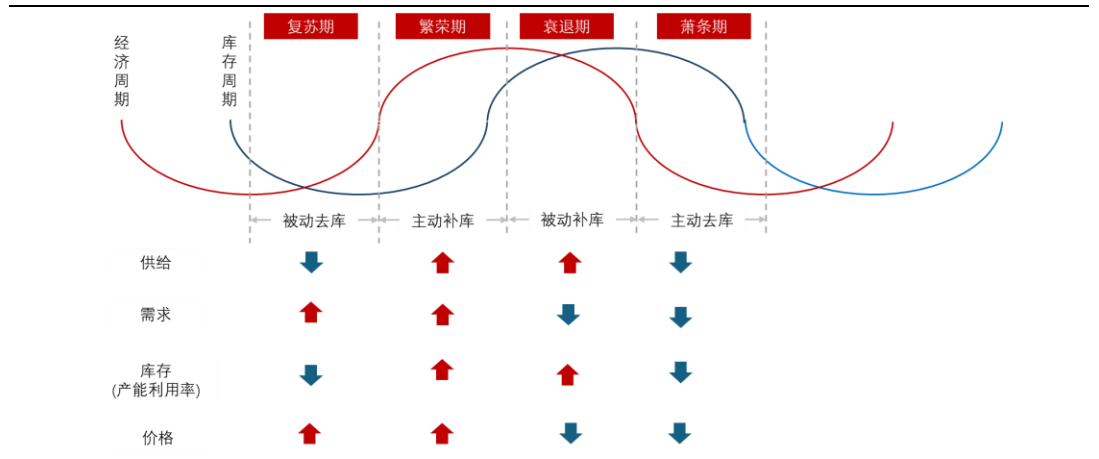 复苏期 繁荣期 衰退期 萧条期
经济周期
库存周期
被动去库 主动补库 被动补库 主动去库
供给
需求
库存
(产能利用率)
价格